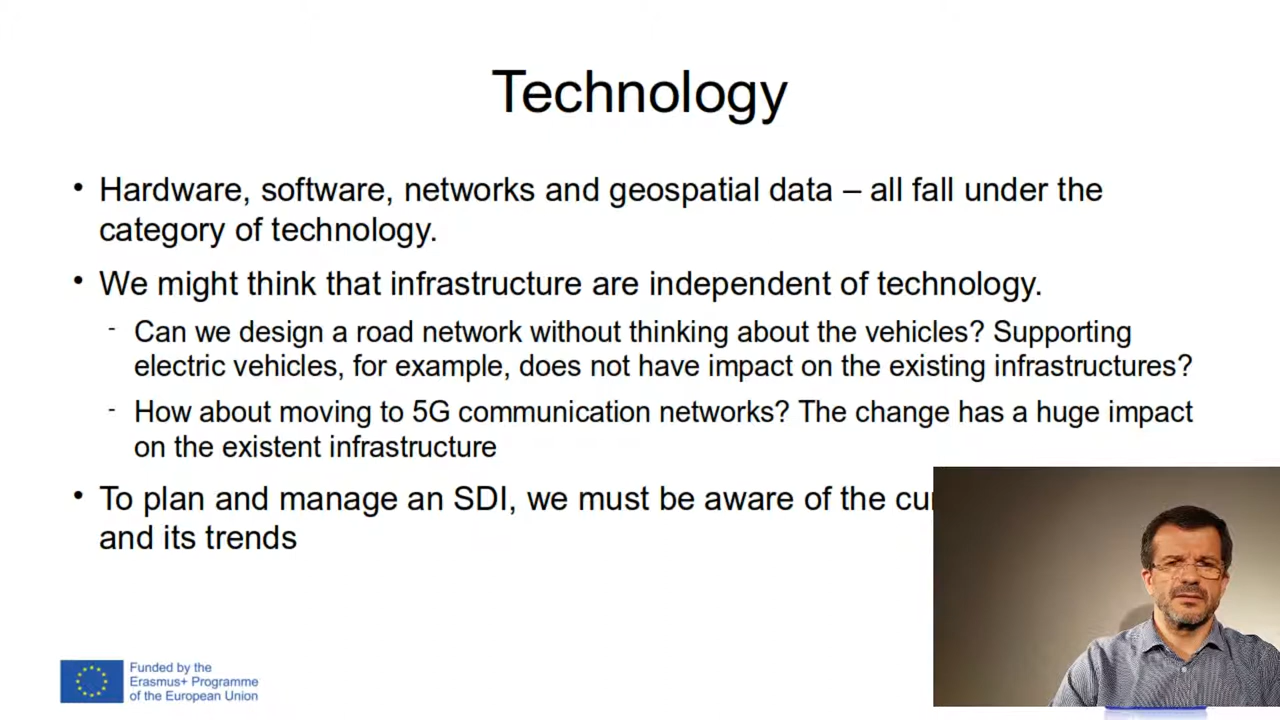 Technology
• Hardware, software, networks and geospatial data – all fall under the
category of technology.
• We might think that infrastructure are independent of technology.
- Can we design a road network without thinking about the vehicles? Supporting
electric vehicles, for example, does not have impact on the existing infrastructures?
- How about moving to 5G communication networks? The change has a huge impact
on the existent infrastructure
• To plan and manage an SDI, we must be aware of the
and its trends
Funded by the
Erasmus+ Programme
of the European Union